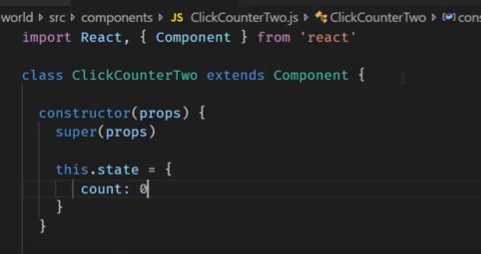 world > src > components > JS ClickCounterTwo.js > ClickCounterTwo >
import React, { Component } from 'react'
class ClickCounterTwo extends Component {
constructor(props) {
super(props)
this.state = {
count: 0
}
}